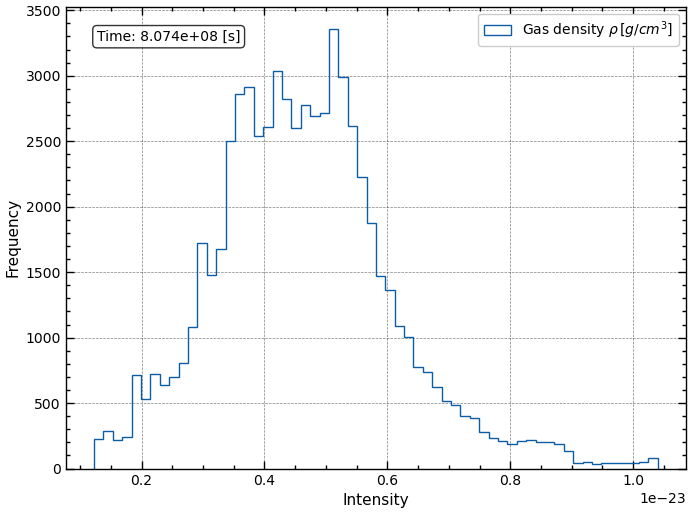 3500
3000
2500
2000
1500
1000
500
0
Frequency
Time: 8.074e+08 [s]
Gas density ρ [g/cm³]
0.2 0.4 0.6 0.8 1.0
1e−23
Intensity